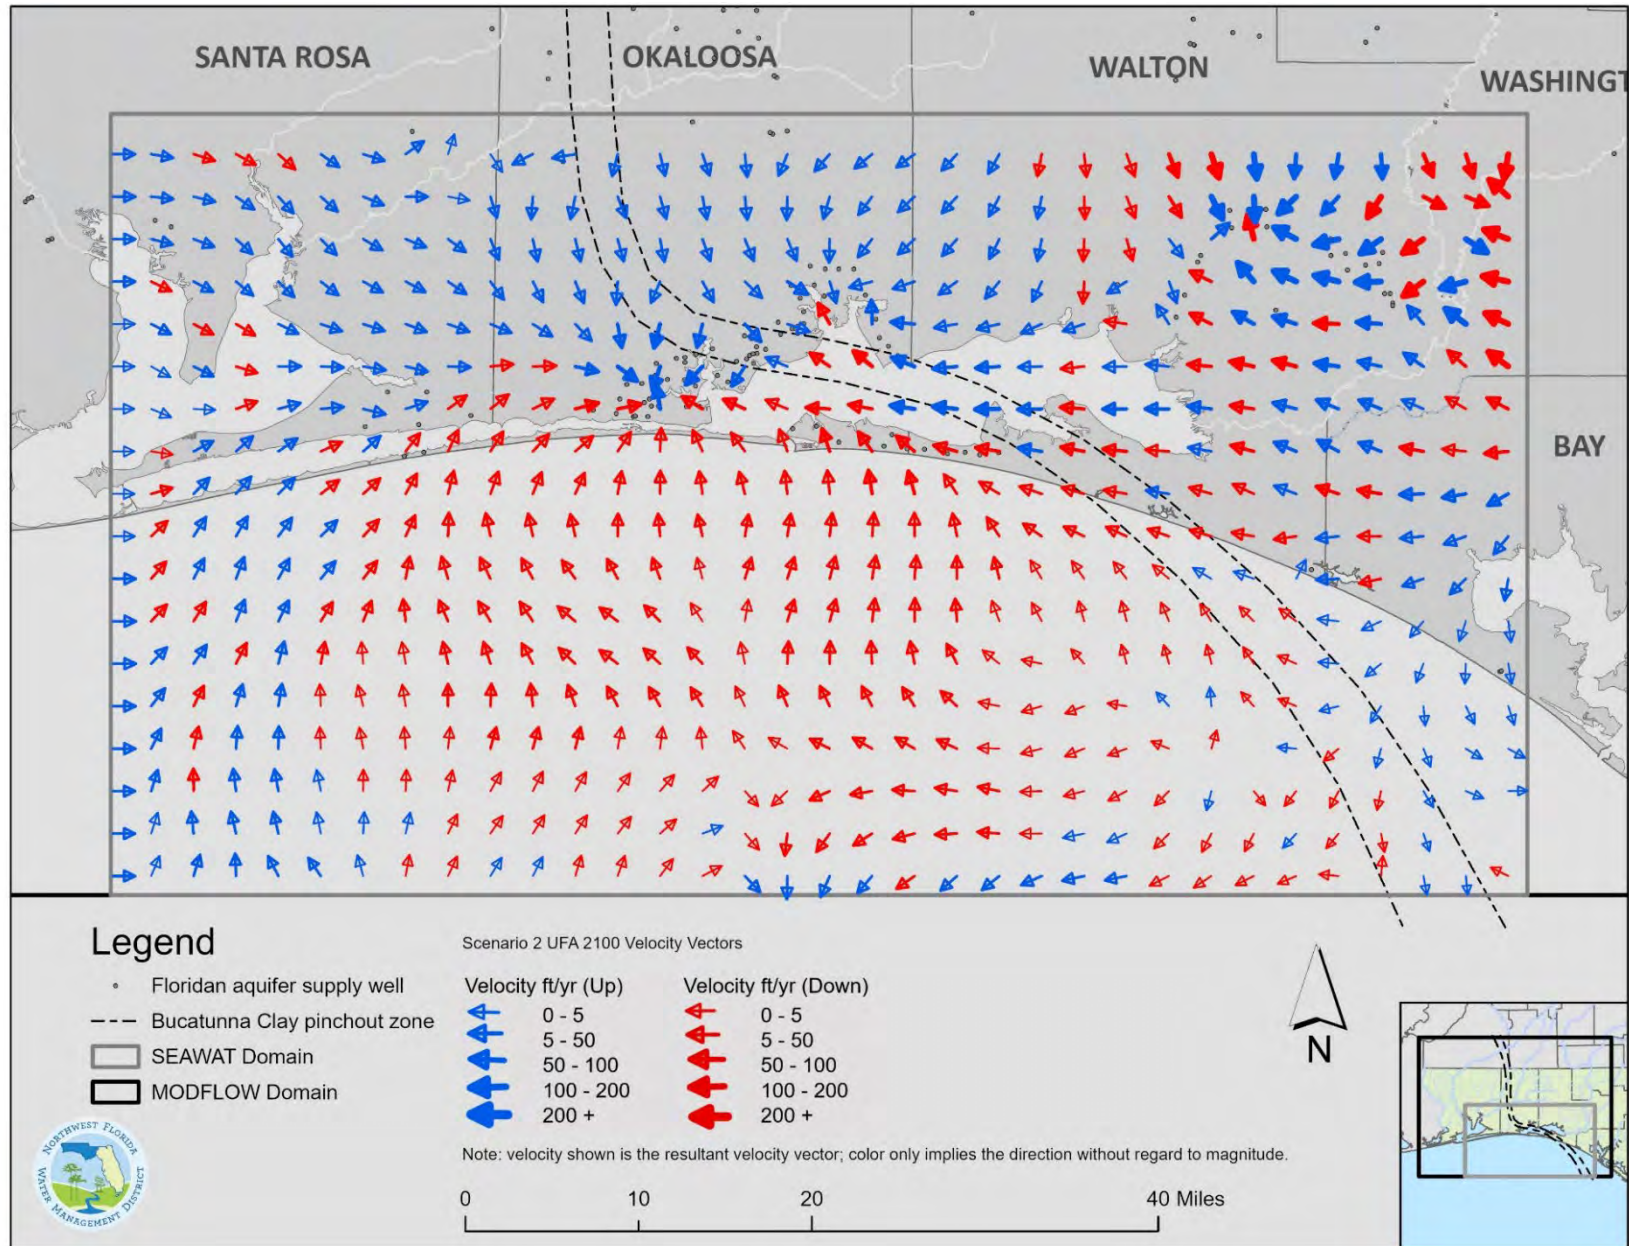 SANTA ROSA
OKALOOSA
WALTON
WASHINGT
BAY
Legend
Floridan aquifer supply well
Bucatunna Clay pinchout zone
SEAWAT Domain
MODFLOW Domain
Scenario 2 UFA 2100 Velocity Vectors
Velocity ft/yr (Up)
0 - 5
5 - 50
50 - 100
100 - 200
200 +
Velocity ft/yr (Down)
0 - 5
5 - 50
50 - 100
100 - 200
200 +
Note: velocity shown is the resultant velocity vector; color only implies the direction without regard to magnitude.
0 10 20 40 Miles
N
NORTHWEST FLORIDA
WATER MANAGEMENT DISTRICT